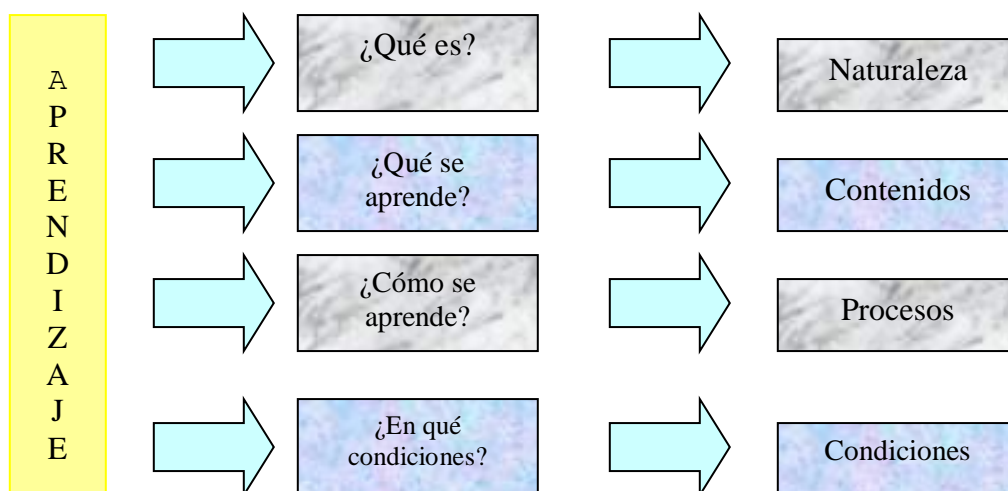 A
P
R
E
N
D
I
Z
A
J
E
¿Qué es?
Naturaleza
¿Qué se
aprende?
Contenidos
¿Cómo se
aprende?
Procesos
¿En qué
condiciones?
Condiciones